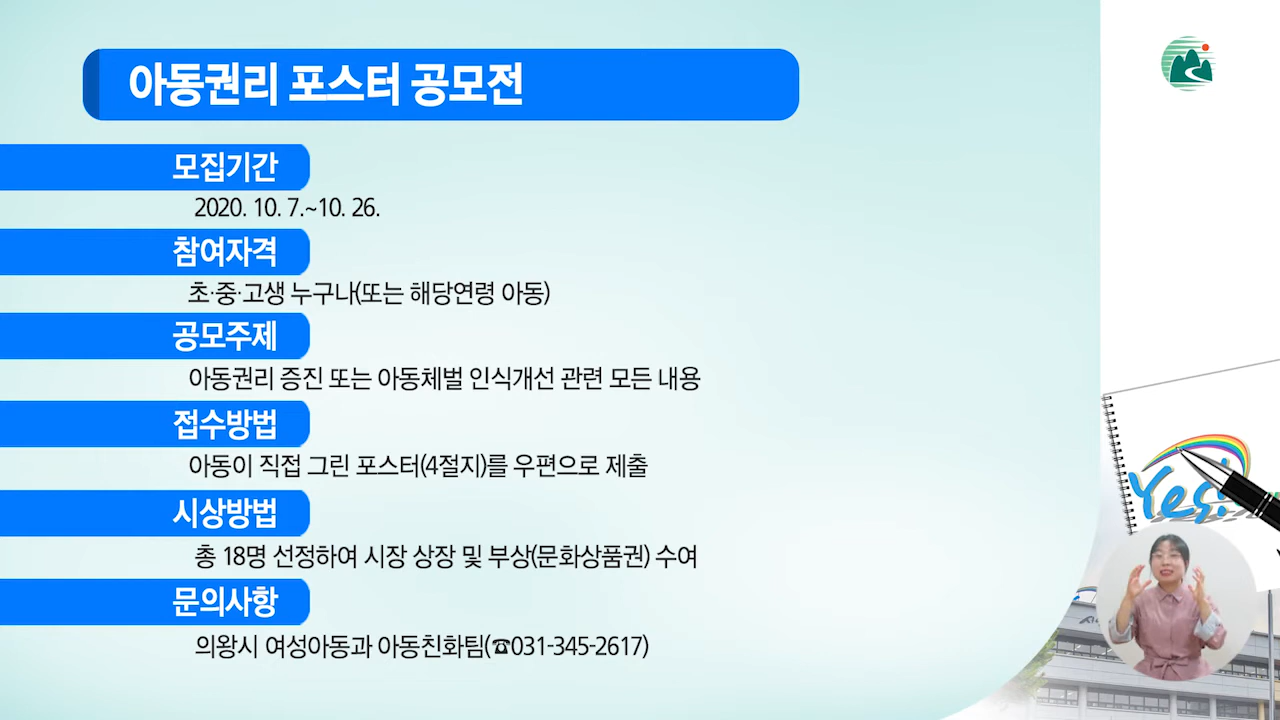 아동권리 포스터 공모전
모집기간
2020. 10. 7.~10. 26.
참여자격
초·중·고생 누구나(또는 해당연령 아동)
공모주제
아동권리 증진 또는 아동체벌 인식개선 관련 모든 내용
접수방법
아동이 직접 그린 포스터(4절지)를 우편으로 제출
시상방법
총 18명 선정하여 시장 상장 및 부상(문화상품권) 수여
문의사항
의왕시 여성아동과 아동친화팀(☎031-345-2617)
Yes!